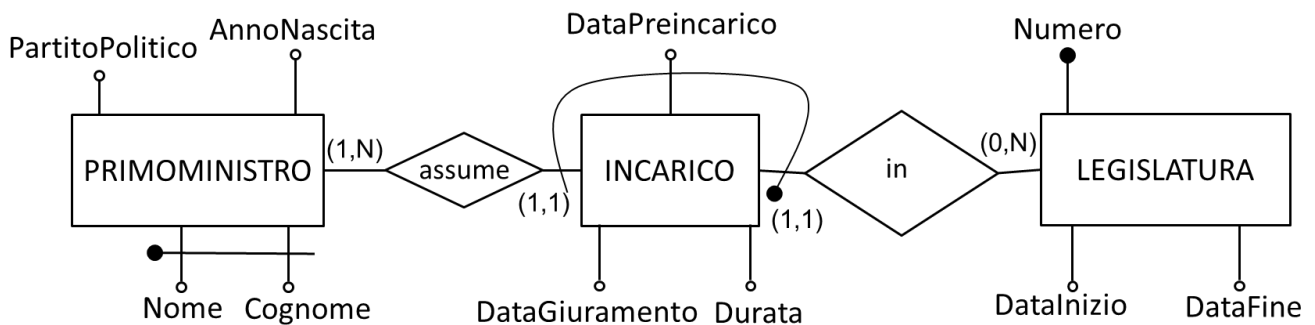 PartitoPolitico
AnnoNascita
DataPreincarico
Numero
PRIMOMINISTRO
(1,N)
assume
(1,1)
INCARICO
(1,1)
in
(0,N)
LEGISLATURA
Nome
Cognome
DataGiuramento
Durata
DataInizio
DataFine